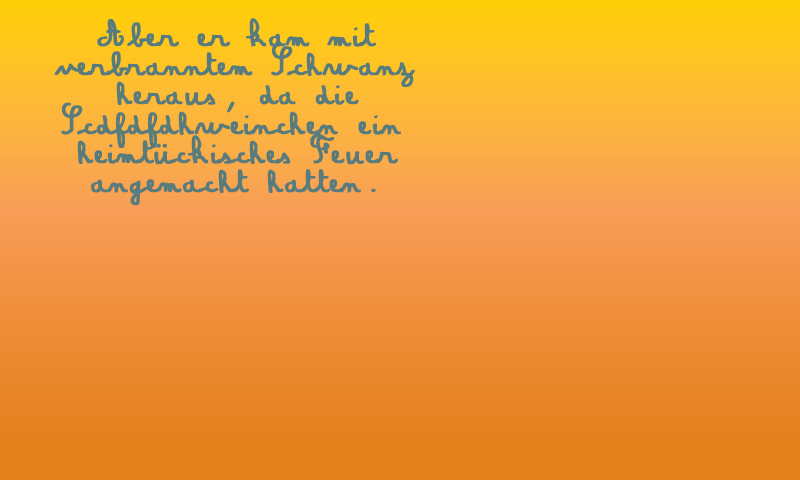 Aber er kam mit
verbranntem Schwanz
heraus, da die
Scdfdfdhweinchen ein
heimtückisches Feuer
angemacht hatten.